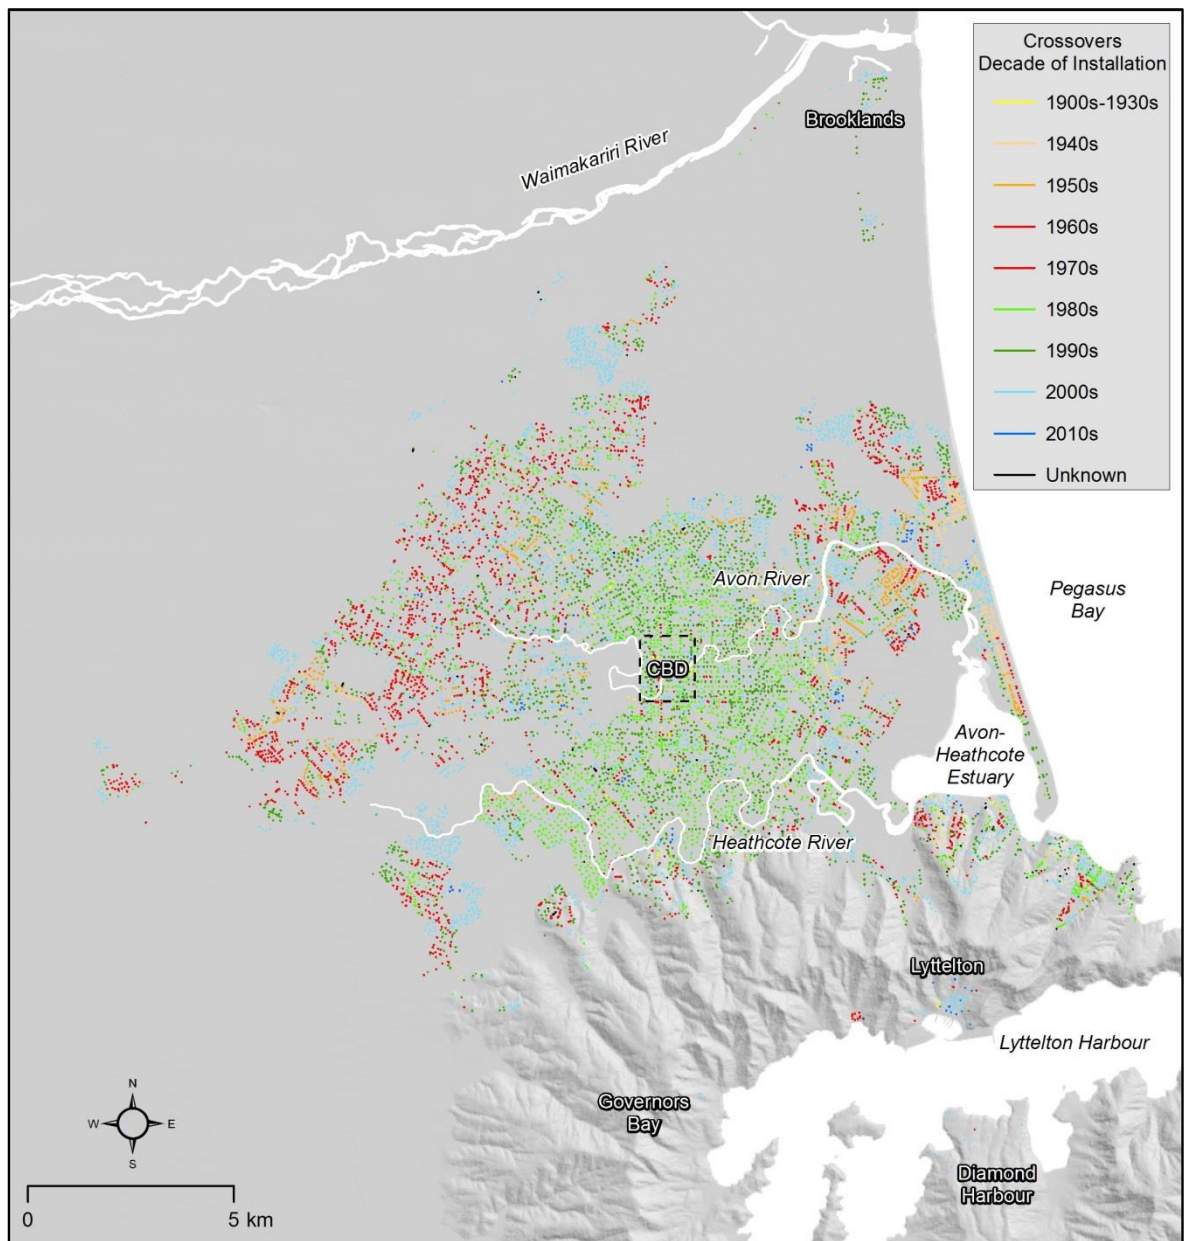 Crossovers
Decade of Installation
1900s-1930s
1940s
1950s
1960s
1970s
1980s
1990s
2000s
2010s
Unknown
Brooklands
Waimakariri River
Avon River
Pegasus
Bay
CBD
Avon-
Heathcote
Estuary
Heathcote River
Lyttelton
Lyttelton Harbour
Governors
Bay
Diamond
Harbour
N
W
E
S
0
5 km